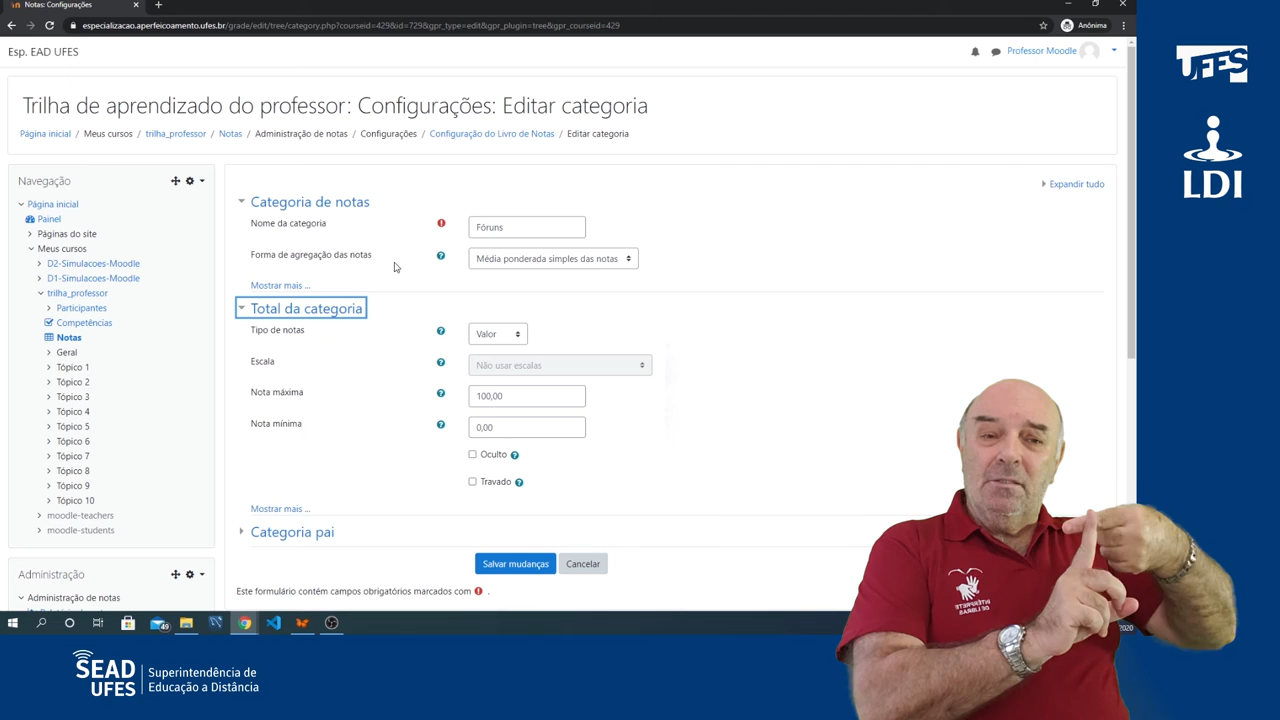 Notas: Configurações
especializacao.aperfeicoamento.ufes.br/grade/edit/tree/category.php?courseid=429&id=729&gpr_type=edit&gpr_plugin=tree&gpr_courseid=429
Anônima
Esp. EAD UFES
Professor Moodle
UFES
LDI
Trilha de aprendizado do professor: Configurações: Editar categoria
Página inicial / Meus cursos / trilha_professor / Notas / Administração de notas / Configurações / Configuração do Livro de Notas / Editar categoria
Navegação
Página inicial
Painel
Páginas do site
Meus cursos
D2-Simulacoes-Moodle
D1-Simulacoes-Moodle
trilha_professor
Participantes
Competências
Notas
Geral
Tópico 1
Tópico 2
Tópico 3
Tópico 4
Tópico 5
Tópico 6
Tópico 7
Tópico 8
Tópico 9
Tópico 10
moodle-teachers
moodle-students
Administração
Administração de notas
Expandir tudo
Categoria de notas
Nome da categoria
Fóruns
Forma de agregação das notas
Média ponderada simples das notas
Mostrar mais ...
Total da categoria
Tipo de notas
Valor
Escala
Não usar escalas
Nota máxima
100,00
Nota mínima
0,00
Oculto
Travado
Mostrar mais ...
Categoria pai
Salvar mudanças
Cancelar
Este formulário contém campos obrigatórios marcados com .
INTÉRPRETE
DE LIBRAS
49
2020
SEAD
UFES
Superintendência de
Educação a Distância